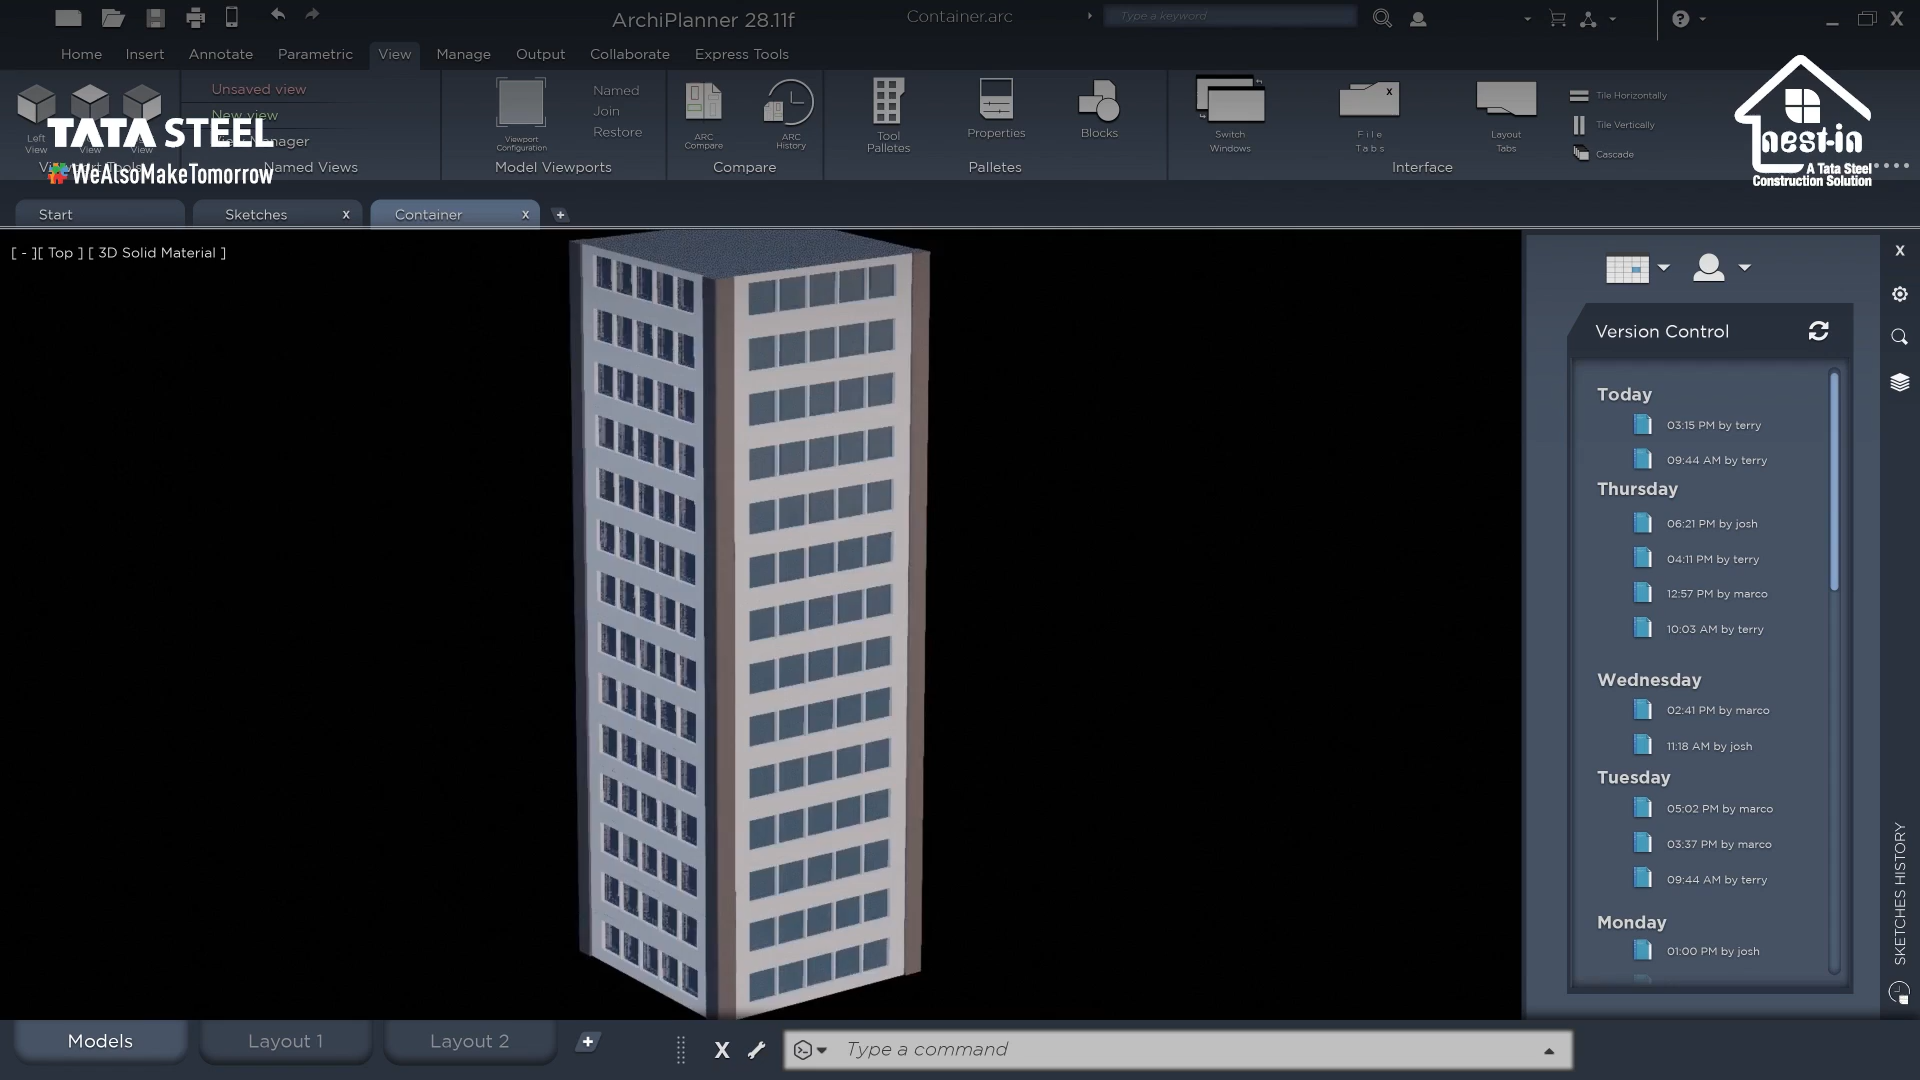 ArchiPlanner 28.11f
Container.arc
Type a keyword
?
X
Home
Insert
Annotate
Parametric
View
Manage
Output
Collaborate
Express Tools
Left
View
View
View
Unsaved view
New view
Named Views
Viewport
Configuration
Named
Join
Restore
Model Viewports
ARC
Compare
ARC
History
Compare
Tool
Palletes
Properties
Blocks
Palletes
Switch
Windows
x
File
Tabs
Layout
Tabs
Tile Horizontally
Tile Vertically
Cascade
Interface
TATA STEEL
#WeAlsoMakeTomorrow
nest-in
A Tata Steel
Construction Solution
Start
Sketches x
Container x
+
[ - ][ Top ] [ 3D Solid Material ]
X
Version Control
Today
03:15 PM by terry
09:44 AM by terry
Thursday
06:21 PM by josh
04:11 PM by terry
12:57 PM by marco
10:03 AM by terry
Wednesday
02:41 PM by marco
11:18 AM by josh
Tuesday
05:02 PM by marco
03:37 PM by marco
09:44 AM by terry
Monday
01:00 PM by josh
SKETCHES HISTORY
Models
Layout 1
Layout 2
+
X
Type a command